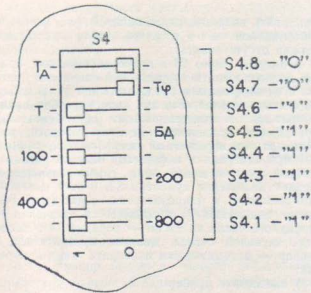 S4
T_A
S4.8 - "0"
Tφ
S4.7 - "0"
T
S4.6 - "1"
БД
S4.5 - "1"
100
S4.4 - "1"
200
S4.3 - "1"
400
S4.2 - "1"
800
S4.1 - "1"
1 0